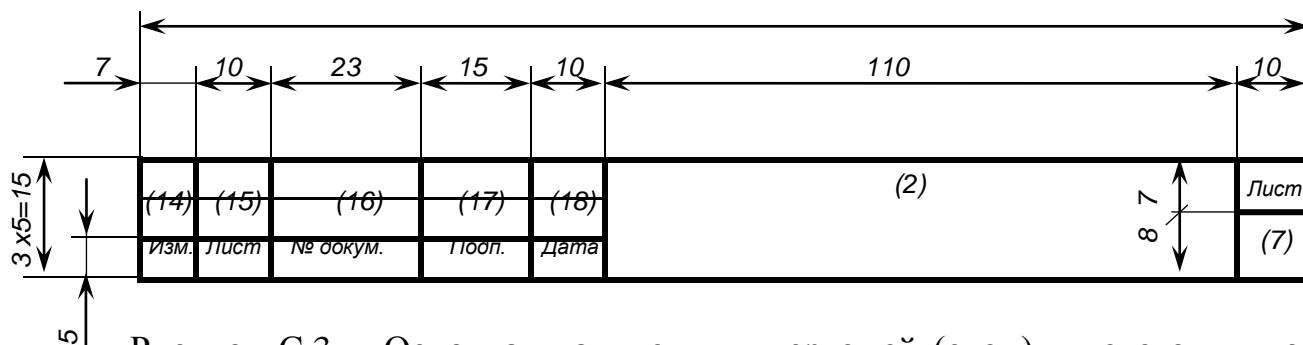 7 10 23 15 10 110 10
3 x5=15
(14) (15) (16) (17) (18) (2) 7 Лист
Изм. Лист № докум. Подп. Дата 8 (7)
5